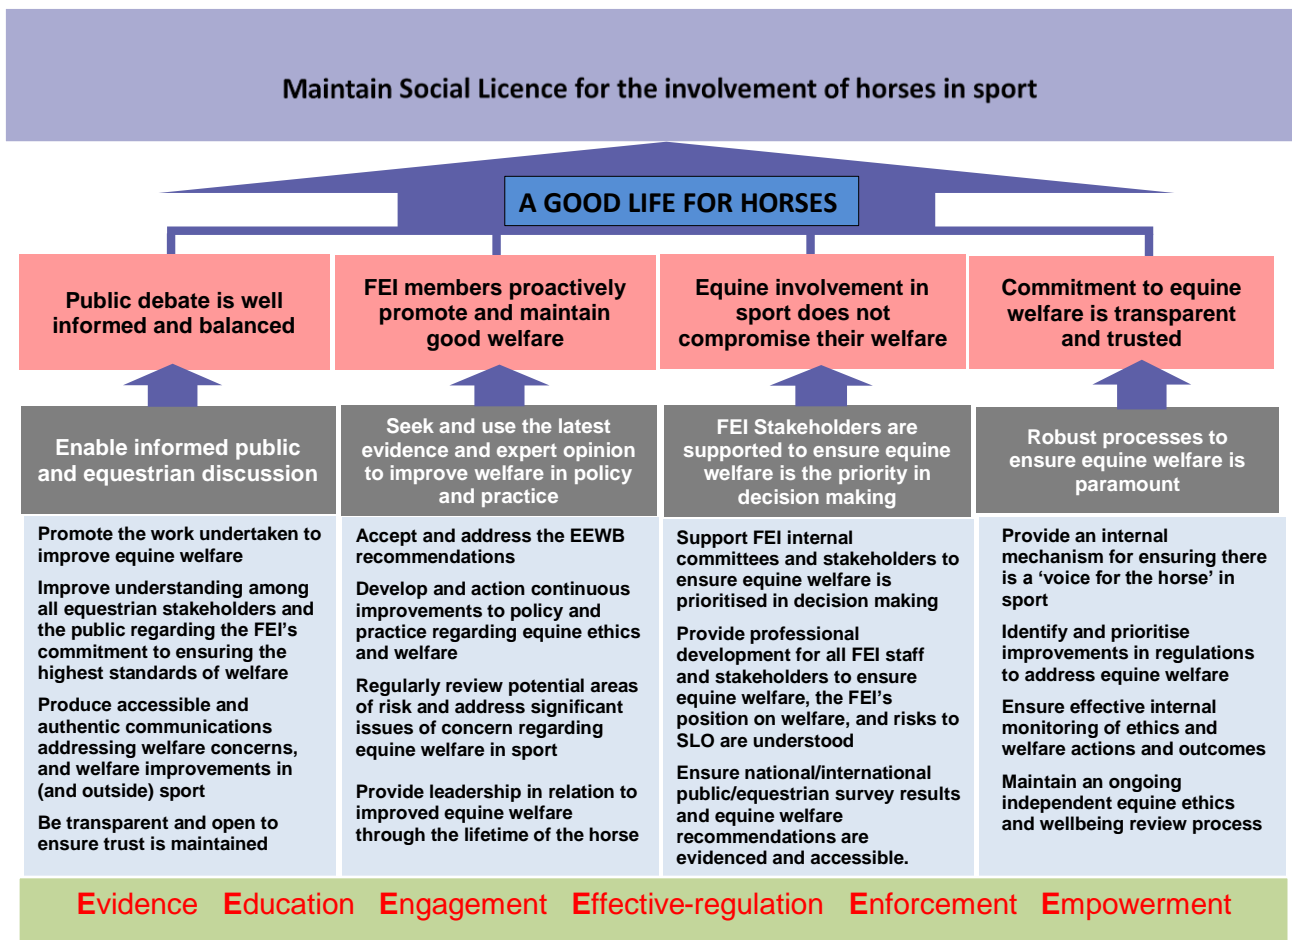 Maintain Social Licence for the involvement of horses in sport
A GOOD LIFE FOR HORSES
Public debate is well
informed and balanced
FEI members proactively
promote and maintain
good welfare
Equine involvement in
sport does not
compromise their welfare
Commitment to equine
welfare is transparent
and trusted
Enable informed public
and equestrian discussion
Seek and use the latest
evidence and expert opinion
to improve welfare in policy
and practice
FEI Stakeholders are
supported to ensure equine
welfare is the priority in
decision making
Robust processes to
ensure equine welfare is
paramount
Promote the work undertaken to
improve equine welfare
Improve understanding among
all equestrian stakeholders and
the public regarding the FEI's
commitment to ensuring the
highest standards of welfare
Produce accessible and
authentic communications
addressing welfare concerns,
and welfare improvements in
(and outside) sport
Be transparent and open to
ensure trust is maintained
Accept and address the EEWB
recommendations
Develop and action continuous
improvements to policy and
practice regarding equine ethics
and welfare
Regularly review potential areas
of risk and address significant
issues of concern regarding
equine welfare in sport
Provide leadership in relation to
improved equine welfare
through the lifetime of the horse
Support FEI internal
committees and stakeholders to
ensure equine welfare is
prioritised in decision making
Provide professional
development for all FEI staff
and stakeholders to ensure
equine welfare, the FEI's
position on welfare, and risks to
SLO are understood
Ensure national/international
public/equestrian survey results
and equine welfare
recommendations are
evidenced and accessible.
Provide an internal
mechanism for ensuring there
is a ‘voice for the horse’ in
sport
Identify and prioritise
improvements in regulations
to address equine welfare
Ensure effective internal
monitoring of ethics and
welfare actions and outcomes
Maintain an ongoing
independent equine ethics
and wellbeing review process
Evidence Education Engagement Effective-regulation Enforcement Empowerment